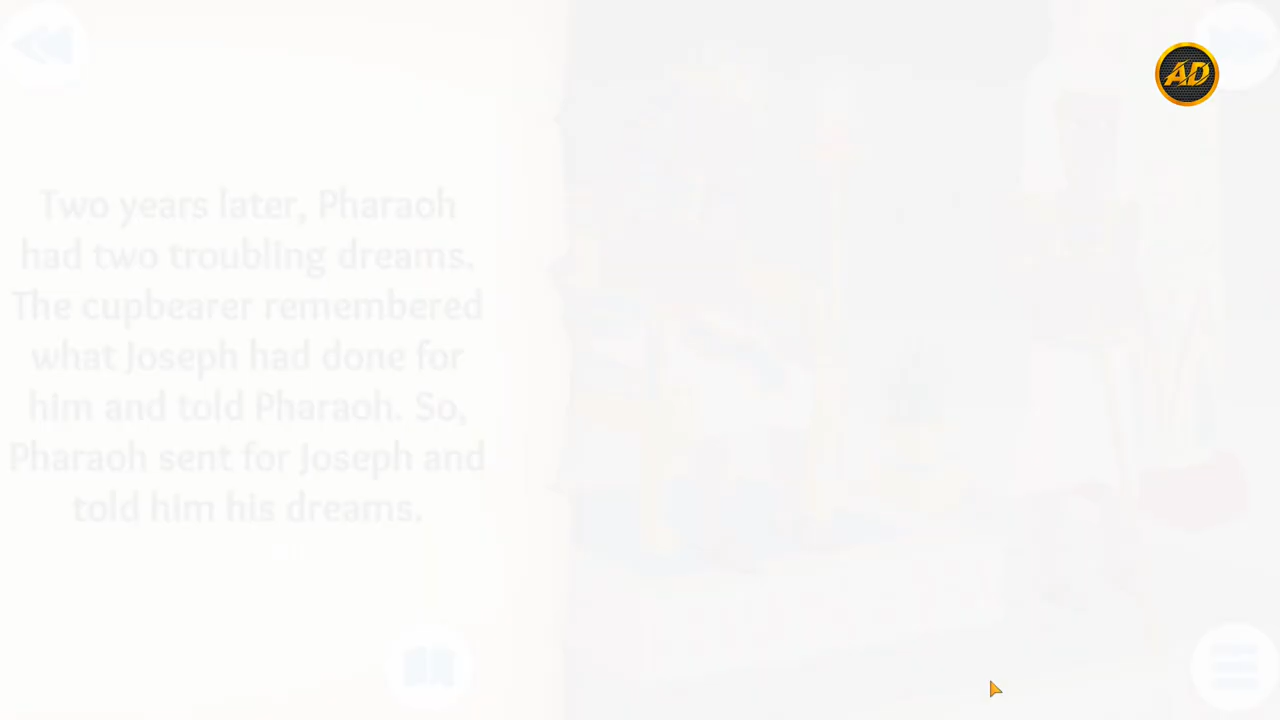 AD
Two years later, Pharaoh
had two troubling dreams.
The cupbearer remembered
what Joseph had done for
him and told Pharaoh. So,
Pharaoh sent for Joseph and
told him his dreams.